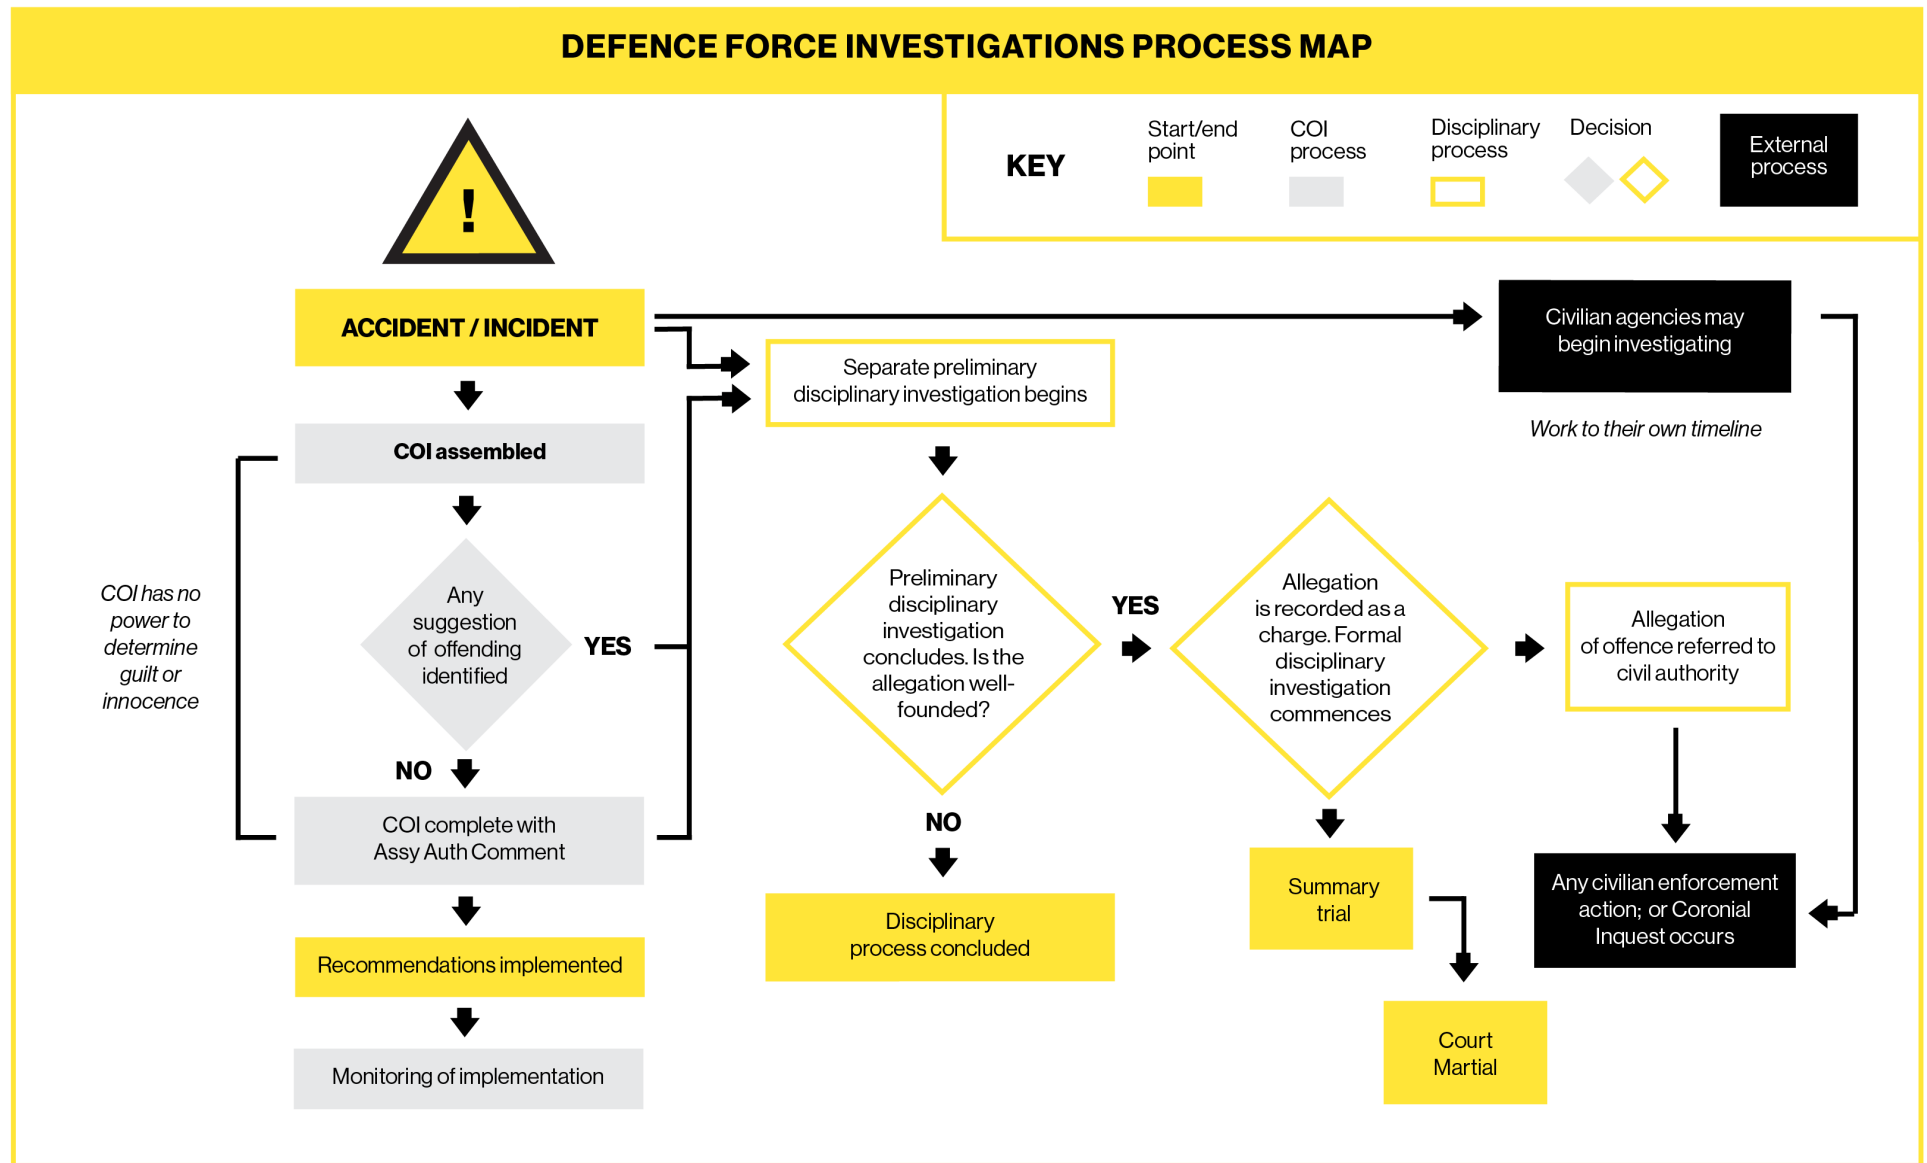 DEFENCE FORCE INVESTIGATIONS PROCESS MAP
KEY
Start/end
point
COI
process
Disciplinary
process
Decision
External
process
!
ACCIDENT / INCIDENT
Civilian agencies may
begin investigating
Work to their own timeline
Separate preliminary
disciplinary investigation begins
COI assembled
COI has no
power to
determine
guilt or
innocence
Any
suggestion
of offending
identified
YES
NO
COI complete with
Assy Auth Comment
Recommendations implemented
Monitoring of implementation
Preliminary
disciplinary
investigation
concludes. Is the
allegation well-
founded?
YES
NO
Disciplinary
process concluded
Allegation
is recorded as a
charge. Formal
disciplinary
investigation
commences
Summary
trial
Court
Martial
Allegation
of offence referred to
civil authority
Any civilian enforcement
action; or Coronial
Inquest occurs